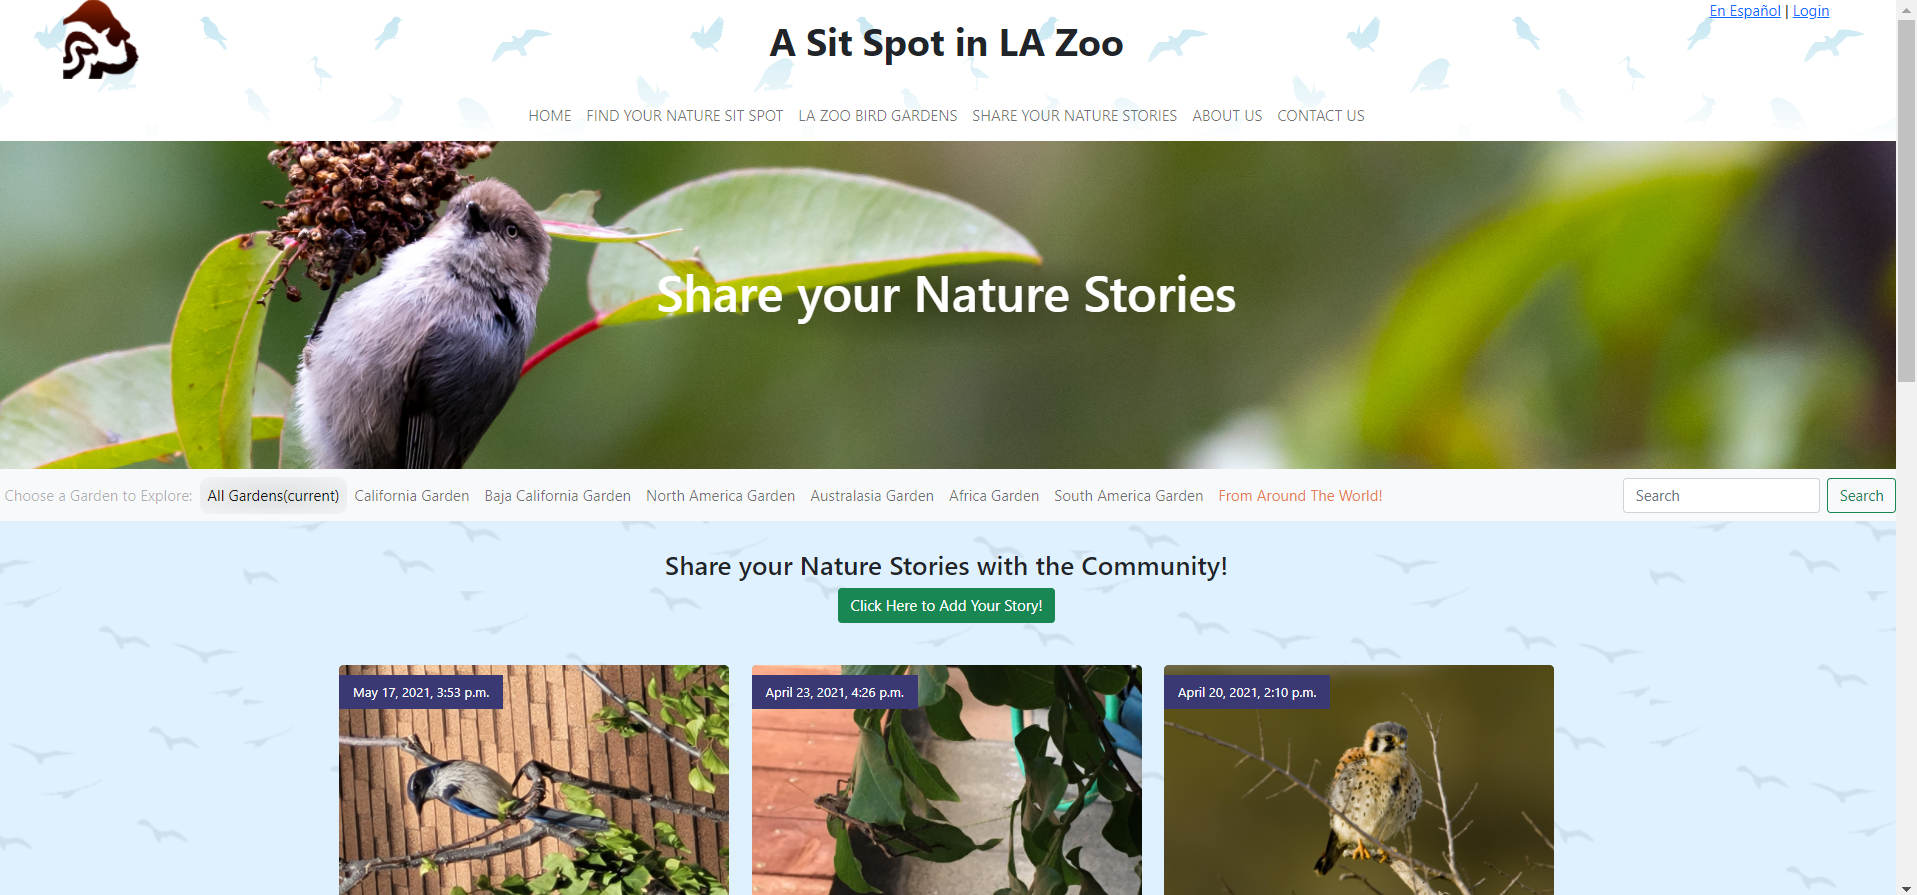 En Español | Login
A Sit Spot in LA Zoo
HOME FIND YOUR NATURE SIT SPOT LA ZOO BIRD GARDENS SHARE YOUR NATURE STORIES ABOUT US CONTACT US
Share your Nature Stories
Choose a Garden to Explore: All Gardens(current) California Garden Baja California Garden North America Garden Australasia Garden Africa Garden South America Garden From Around The World! Search Search
Share your Nature Stories with the Community!
Click Here to Add Your Story!
May 17, 2021, 3:53 p.m. April 23, 2021, 4:26 p.m. April 20, 2021, 2:10 p.m.